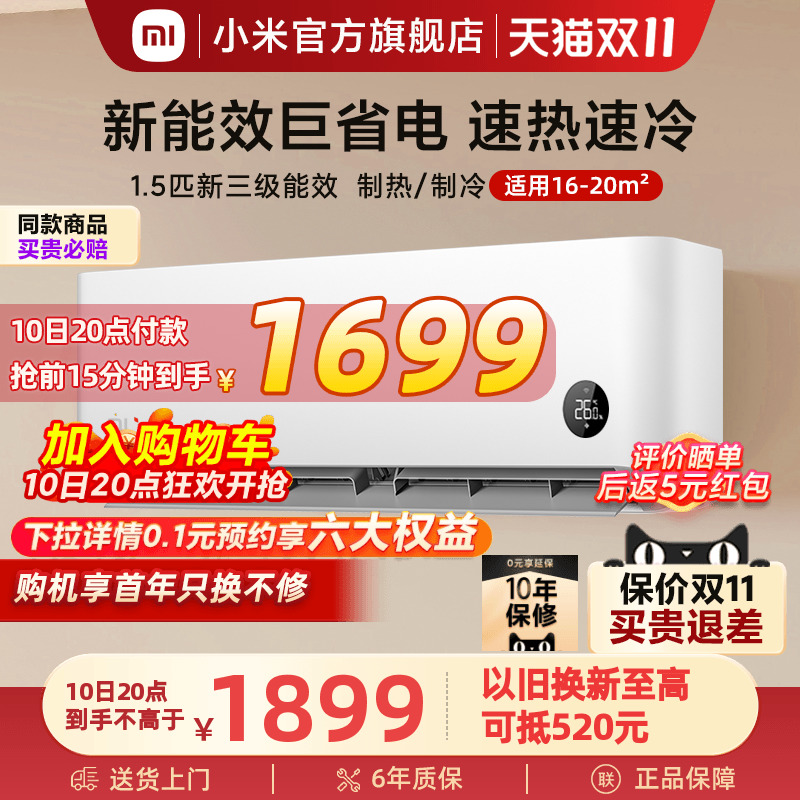 小米官方旗舰店 天猫双11
新能效巨省电 速热速冷
1.5匹新三级能效 制热/制冷 适用16-20m²
同款商品
买贵必赔
10日20点付款
抢前15分钟到手¥1699
26℃
加入购物车
10日20点狂欢开抢
评价晒单
后返5元红包
下拉详情0.1元预约享六大权益
购机享首年只换不修
0元享延保
10年
保修
保价双11
买贵退差
10日20点
到手不高于¥1899
以旧换新至高
可抵520元
送货上门
6年质保
联 正品保障